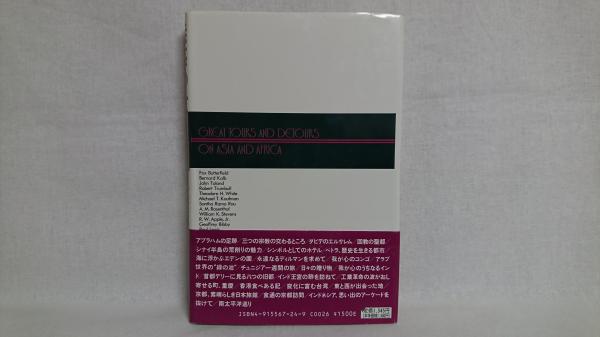 GREAT TOURS AND DETOURS
ON ASIA AND AFRICA
Fox Butterfield
Bernard Kalb
John Toland
Robert Trumbull
Theodore H. White
Michael T. Kaufman
Santha Rama Rau
A. M. Rosenthal
William K. Stevens
R. W. Apple, Jr.
Geoffrey Bibby
アブラハムの足跡/三つの宗教の交わるところ、ダビデのエルサレム/回教の聖都/
シナイ半島の荒削りの魅力/シンボルとしてのホテル/ペトラ、歴史を生きる都市/
海に浮かぶエデンの園/永遠なるディルマンを求めて/我が心のコンゴ/アラブ
世界の"緑の池"/チュニジア一週間の旅/日々の贈り物/我が心のうちなるイン
ド/首都デリーに見る八つの旧都/インド王宮の跡を訪ねて/工業革命の波がおし
寄せる町、重慶/香港食べある記/変化に富む台湾/東と西が出会った地/
京都、素晴らしき日本旅館/食通の京都訪問/インドネシア、思い出のアーケードを
抜けて/南太平洋巡り
ISBN4-915567-24-9 C0026 ¥1500E
定価1,545円